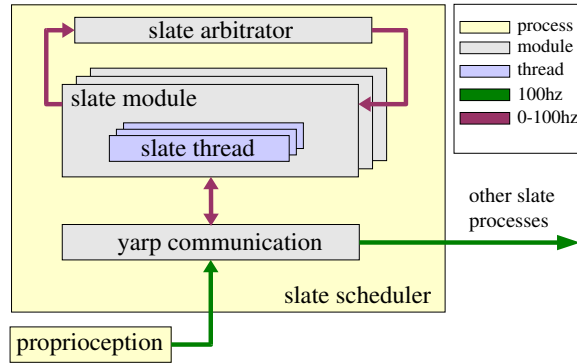 slate arbitrator
slate module
slate thread
yarp communication
slate scheduler
proprioception
other slate
processes
process
module
thread
100hz
0-100hz